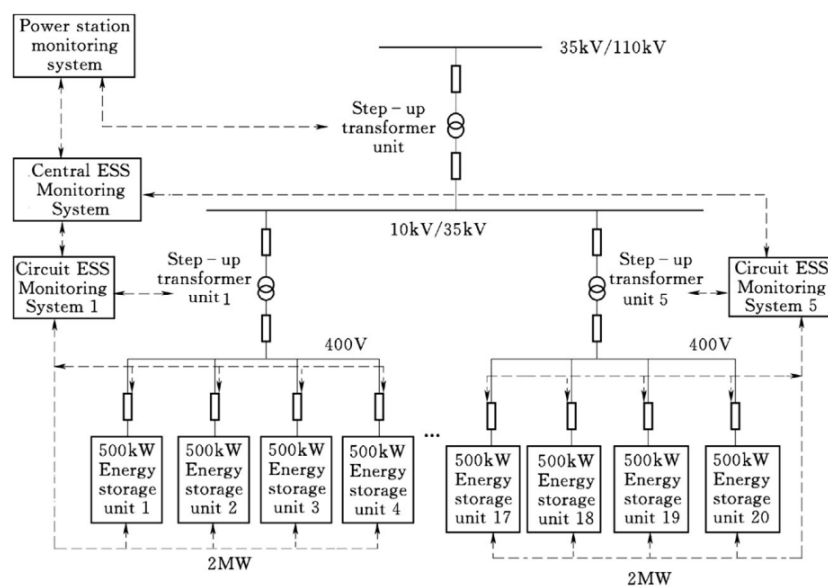 Power station
monitoring
system
35kV/110kV
Step-up
transformer
unit
Central ESS
Monitoring
System
10kV/35kV
Circuit ESS
Monitoring
System 1
Step-up
transformer
unit 1
Step-up
transformer
unit 5
Circuit ESS
Monitoring
System 5
400V
400V
500kW
Energy
storage
unit 1
500kW
Energy
storage
unit 2
500kW
Energy
storage
unit 3
500kW
Energy
storage
unit 4
...
500kW
Energy
storage
unit 17
500kW
Energy
storage
unit 18
500kW
Energy
storage
unit 19
500kW
Energy
storage
unit 20
2MW
2MW